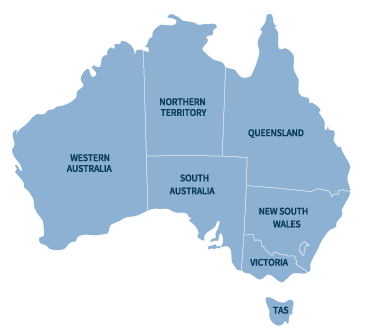 NORTHERN
TERRITORY
QUEENSLAND
WESTERN
AUSTRALIA
SOUTH
AUSTRALIA
NEW SOUTH
WALES
VICTORIA
TAS